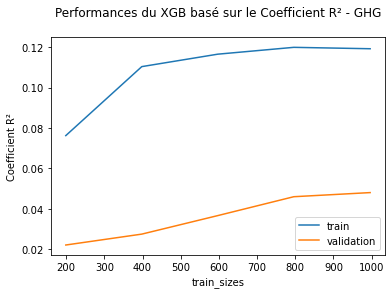 Performances du XGB basé sur le Coefficient R² - GHG
0.12
0.10
0.08
0.06
0.04
0.02
Coefficient R²
200 300 400 500 600 700 800 900 1000
train_sizes
train
validation